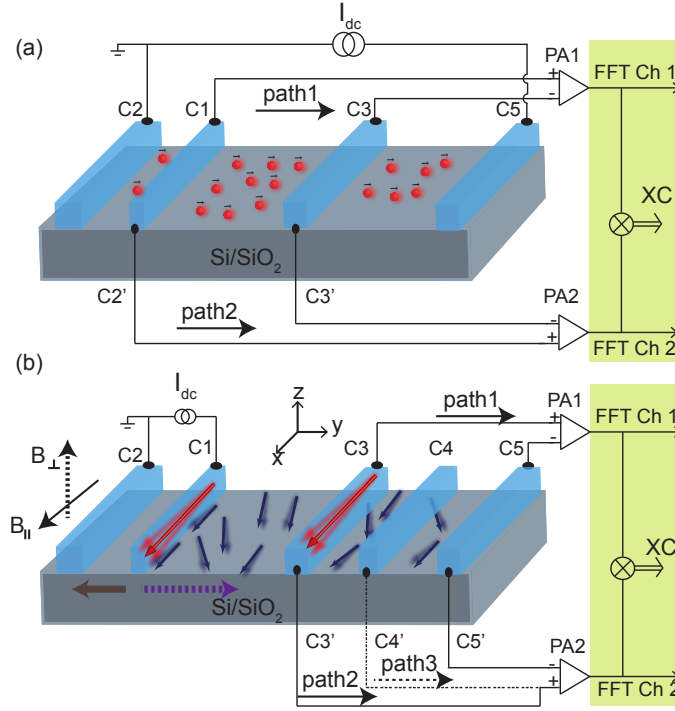 (a)
I_dc
PA1
C2
C1
path1
C3
C5
+
-
FFT Ch 1
XC
Si/SiO₂
C2'
path2
C3'
PA2
-
+
FFT Ch 2
(b)
I_dc
z
y
x
path1
PA1
C2
C1
C3
C4
C5
+
-
FFT Ch 1
B⊥
B||
XC
Si/SiO₂
C3'
C4'
C5'
PA2
path2
path3
-
+
FFT Ch 2